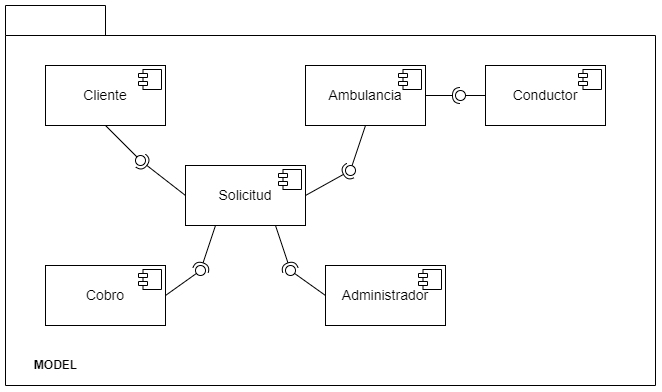 Cliente
Ambulancia
Conductor
Solicitud
Cobro
Administrador
MODEL